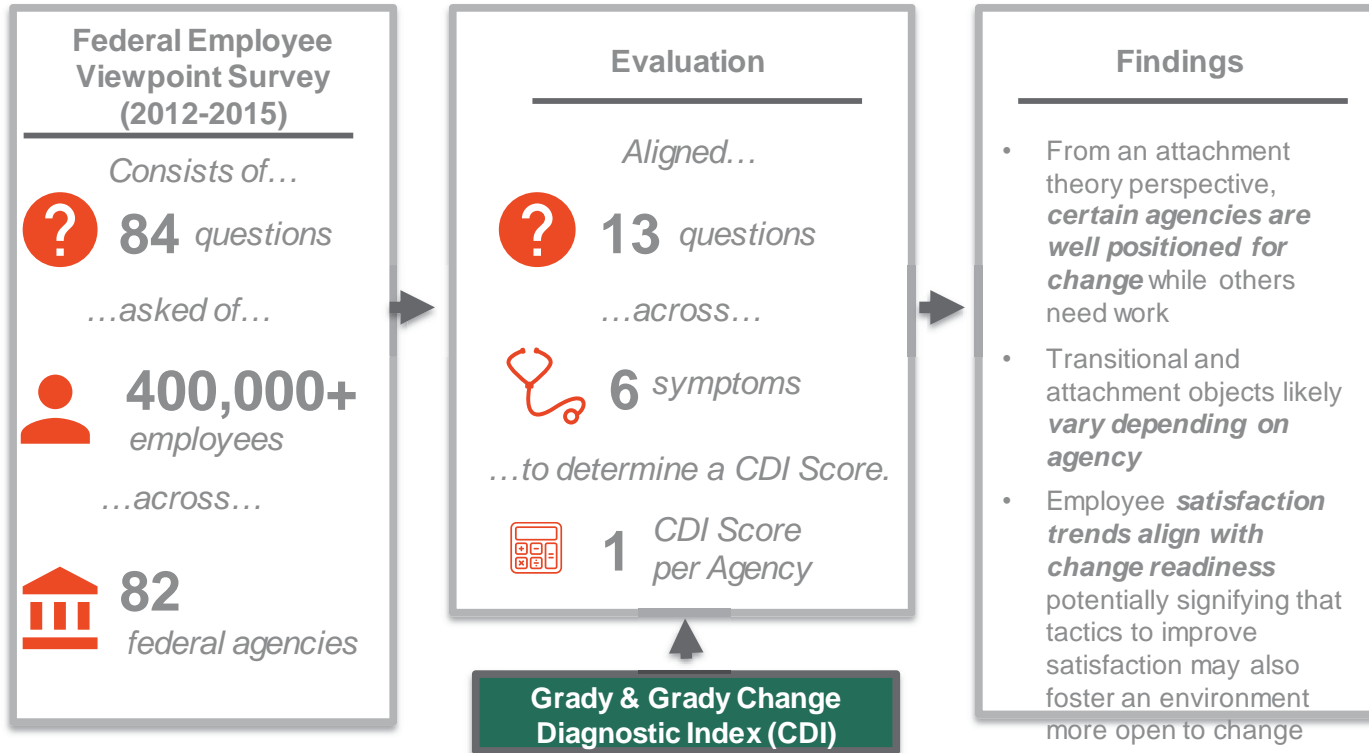 Federal Employee
Viewpoint Survey
(2012-2015)
Consists of…
84 questions
…asked of…
400,000+
employees
…across…
82
federal agencies
Evaluation
Aligned…
13 questions
…across…
6 symptoms
…to determine a CDI Score.
1 CDI Score
per Agency
Grady & Grady Change
Diagnostic Index (CDI)
Findings
• From an attachment
theory perspective,
certain agencies are
well positioned for
change while others
need work
• Transitional and
attachment objects likely
vary depending on
agency
• Employee satisfaction
trends align with
change readiness
potentially signifying that
tactics to improve
satisfaction may also
foster an environment
more open to change